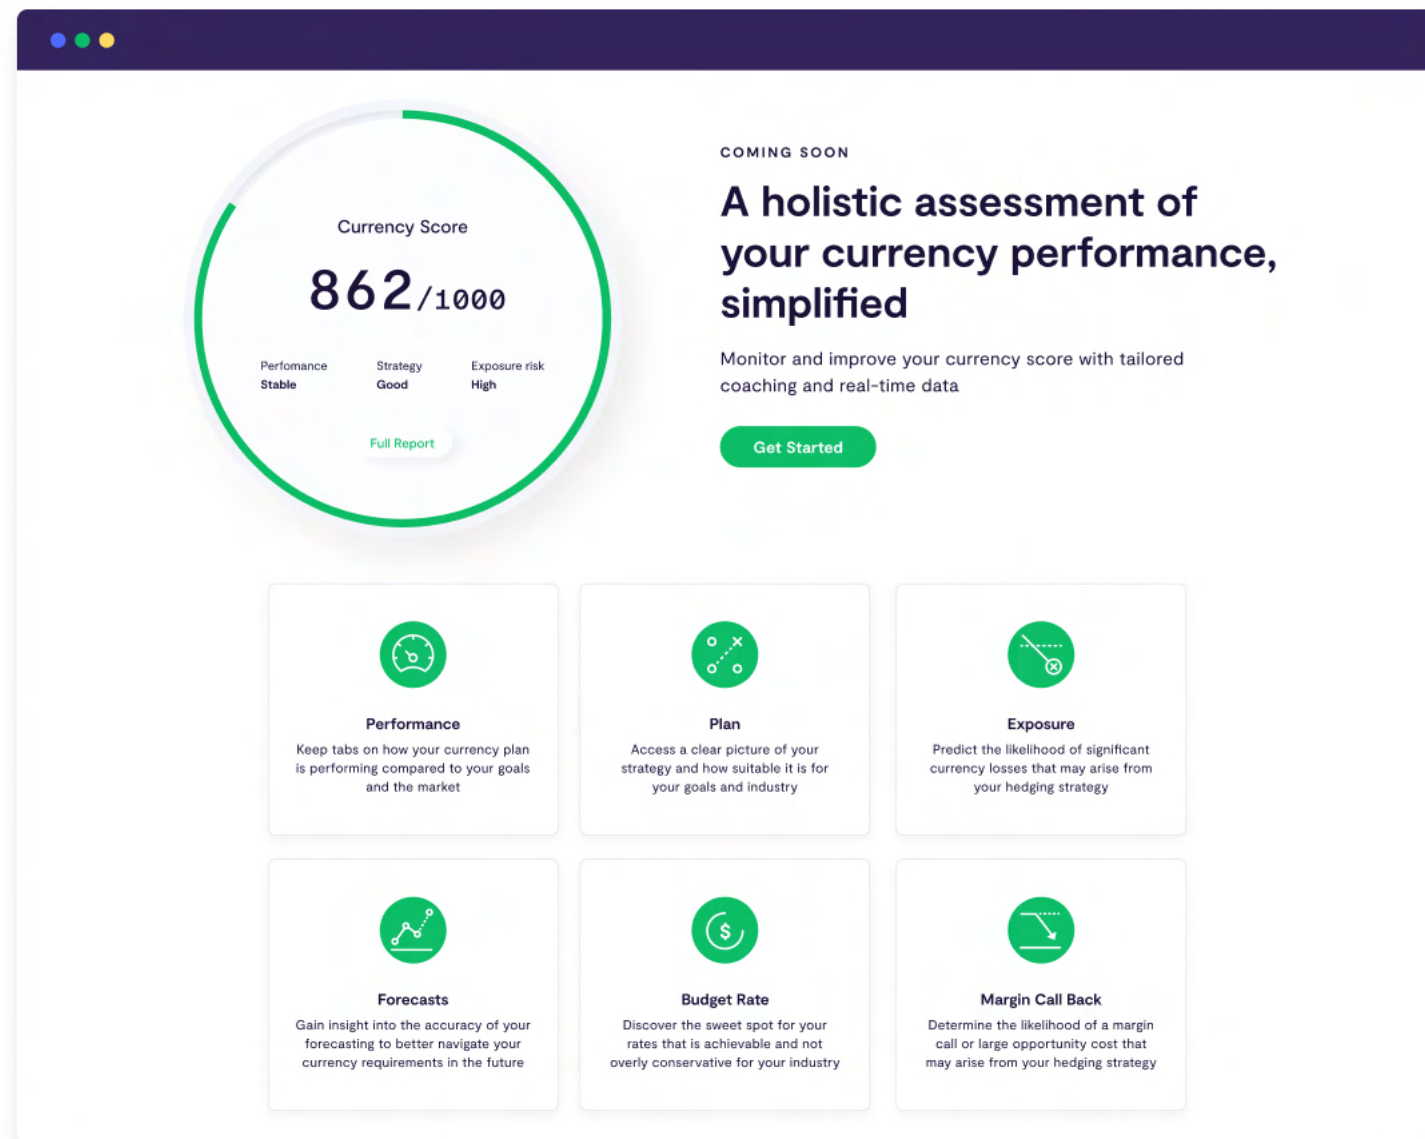 Currency Score
862/1000
Perfomance Strategy Exposure risk
Stable Good High
Full Report
COMING SOON
A holistic assessment of
your currency performance,
simplified
Monitor and improve your currency score with tailored
coaching and real-time data
Get Started
Performance
Keep tabs on how your currency plan
is performing compared to your goals
and the market
Plan
Access a clear picture of your
strategy and how suitable it is for
your goals and industry
Exposure
Predict the likelihood of significant
currency losses that may arise from
your hedging strategy
Forecasts
Gain insight into the accuracy of your
forecasting to better navigate your
currency requirements in the future
$
Budget Rate
Discover the sweet spot for your
rates that is achievable and not
overly conservative for your industry
Margin Call Back
Determine the likelihood of a margin
call or large opportunity cost that
may arise from your hedging strategy